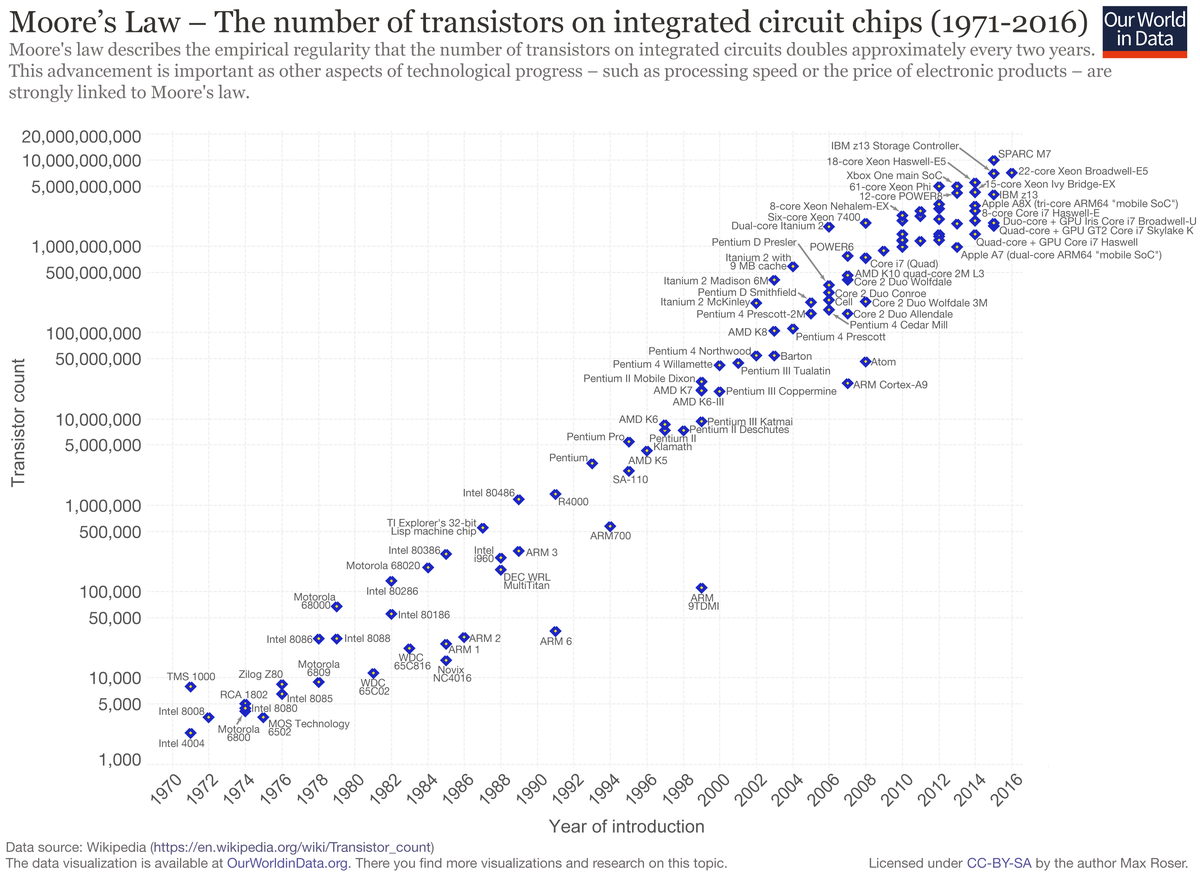 Moore's Law – The number of transistors on integrated circuit chips (1971-2016)
Our World
in Data
Moore's law describes the empirical regularity that the number of transistors on integrated circuits doubles approximately every two years.
This advancement is important as other aspects of technological progress – such as processing speed or the price of electronic products – are
strongly linked to Moore's law.
Transistor count
20,000,000,000
10,000,000,000
5,000,000,000
1,000,000,000
500,000,000
100,000,000
50,000,000
10,000,000
5,000,000
1,000,000
500,000
100,000
50,000
10,000
5,000
1,000
IBM z13 Storage Controller
SPARC M7
18-core Xeon Haswell-E5
22-core Xeon Broadwell-E5
Xbox One main SoC
61-core Xeon Phi
15-core Xeon Ivy Bridge-EX
12-core POWER8
IBM z13
Apple A8X (tri-core ARM64 "mobile SoC")
8-core Xeon Nehalem-EX
8-core Core i7 Haswell-E
Six-core Xeon 7400
Duo-core + GPU Iris Core i7 Broadwell-U
Dual-core Itanium 2
Quad-core + GPU GT2 Core i7 Skylake K
Pentium D Presler
POWER6
Quad-core + GPU Core i7 Haswell
Apple A7 (dual-core ARM64 "mobile SoC")
Itanium 2 with
9 MB cache
Core i7 (Quad)
AMD K10 quad-core 2M L3
Itanium 2 Madison 6M
Core 2 Duo Wolfdale
Pentium D Smithfield
Core 2 Duo Conroe
Itanium 2 McKinley
Cell
Core 2 Duo Wolfdale 3M
Pentium 4 Prescott-2M
Core 2 Duo Allendale
Pentium 4 Cedar Mill
AMD K8
Pentium 4 Prescott
Pentium 4 Northwood
Barton
Pentium 4 Willamette
Pentium III Tualatin
Atom
Pentium II Mobile Dixon
ARM Cortex-A9
AMD K7
Pentium III Coppermine
AMD K6-III
AMD K6
Pentium III Katmai
Pentium II Deschutes
Pentium Pro
Pentium II
Klamath
Pentium
AMD K5
SA-110
Intel 80486
R4000
TI Explorer's 32-bit
Lisp machine chip
ARM700
Intel 80386
Intel
i960
ARM 3
Motorola 68020
DEC WRL
MultiTitan
Intel 80286
ARM
9TDMI
Motorola
68000
Intel 80186
Intel 8086
Intel 8088
ARM 2
ARM 6
ARM 1
WDC
65C816
Novix
NC4016
Motorola
6809
WDC
65C02
TMS 1000
Zilog Z80
RCA 1802
Intel 8085
Intel 8008
Intel 8080
Motorola
6800
MOS Technology
6502
Intel 4004
1970
1972
1974
1976
1978
1980
1982
1984
1986
1988
1990
1992
1994
1996
1998
2000
2002
2004
2006
2008
2010
2012
2014
2016
Year of introduction
Data source: Wikipedia (https://en.wikipedia.org/wiki/Transistor_count)
The data visualization is available at OurWorldinData.org. There you find more visualizations and research on this topic.
Licensed under CC-BY-SA by the author Max Roser.